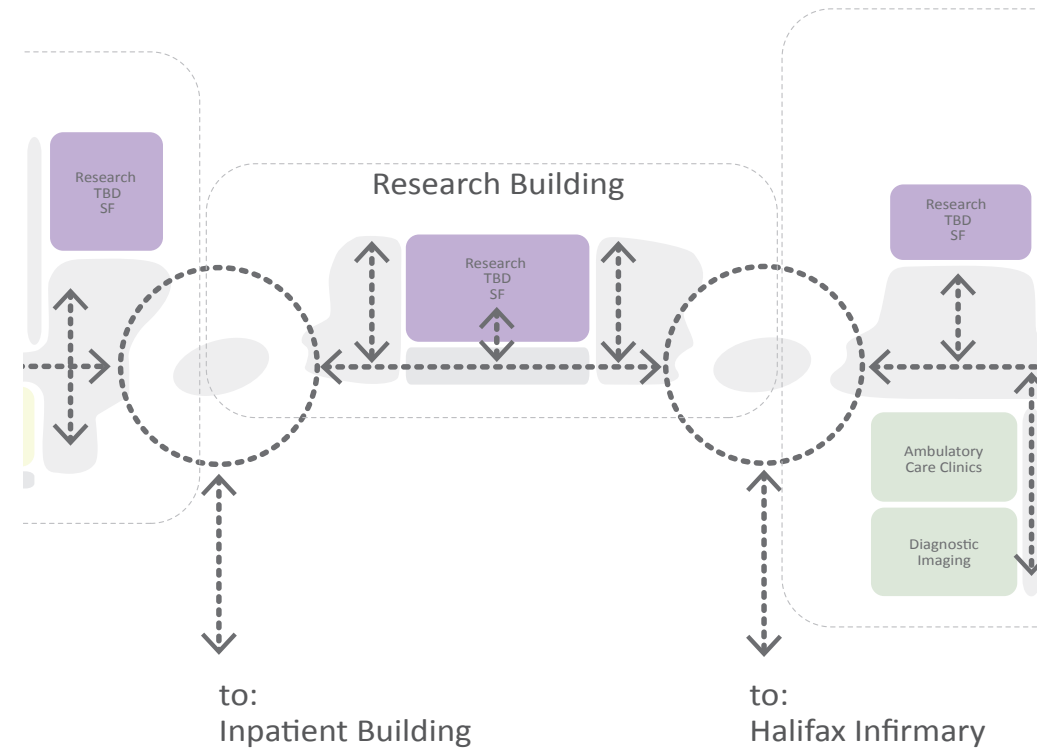 Research Building
Research
TBD
SF
Research
TBD
SF
Research
TBD
SF
Ambulatory
Care Clinics
Diagnostic
Imaging
to:
Inpatient Building
to:
Halifax Infirmary